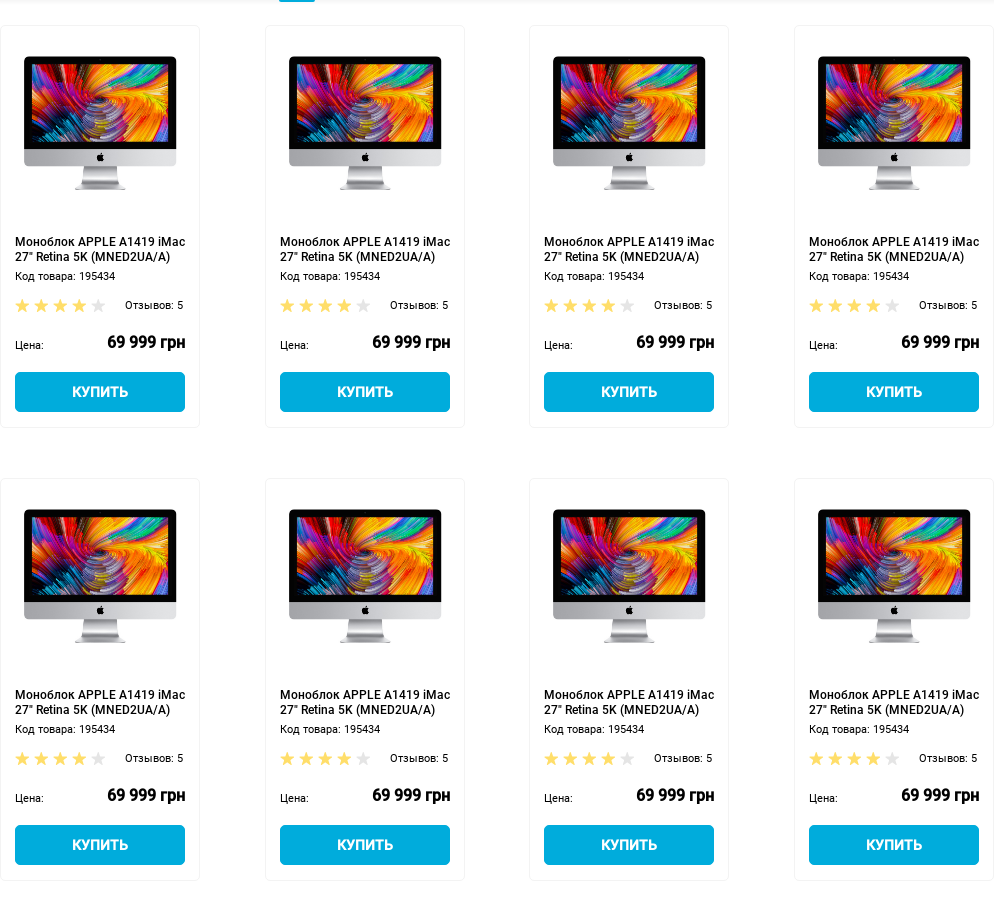 Моноблок APPLE A1419 iMac
27" Retina 5K (MNED2UA/A)
Код товара: 195434
Отзывов: 5
Цена: 69 999 грн
КУПИТЬ
Моноблок APPLE A1419 iMac
27" Retina 5K (MNED2UA/A)
Код товара: 195434
Отзывов: 5
Цена: 69 999 грн
КУПИТЬ
Моноблок APPLE A1419 iMac
27" Retina 5K (MNED2UA/A)
Код товара: 195434
Отзывов: 5
Цена: 69 999 грн
КУПИТЬ
Моноблок APPLE A1419 iMac
27" Retina 5K (MNED2UA/A)
Код товара: 195434
Отзывов: 5
Цена: 69 999 грн
КУПИТЬ
Моноблок APPLE A1419 iMac
27" Retina 5K (MNED2UA/A)
Код товара: 195434
Отзывов: 5
Цена: 69 999 грн
КУПИТЬ
Моноблок APPLE A1419 iMac
27" Retina 5K (MNED2UA/A)
Код товара: 195434
Отзывов: 5
Цена: 69 999 грн
КУПИТЬ
Моноблок APPLE A1419 iMac
27" Retina 5K (MNED2UA/A)
Код товара: 195434
Отзывов: 5
Цена: 69 999 грн
КУПИТЬ
Моноблок APPLE A1419 iMac
27" Retina 5K (MNED2UA/A)
Код товара: 195434
Отзывов: 5
Цена: 69 999 грн
КУПИТЬ